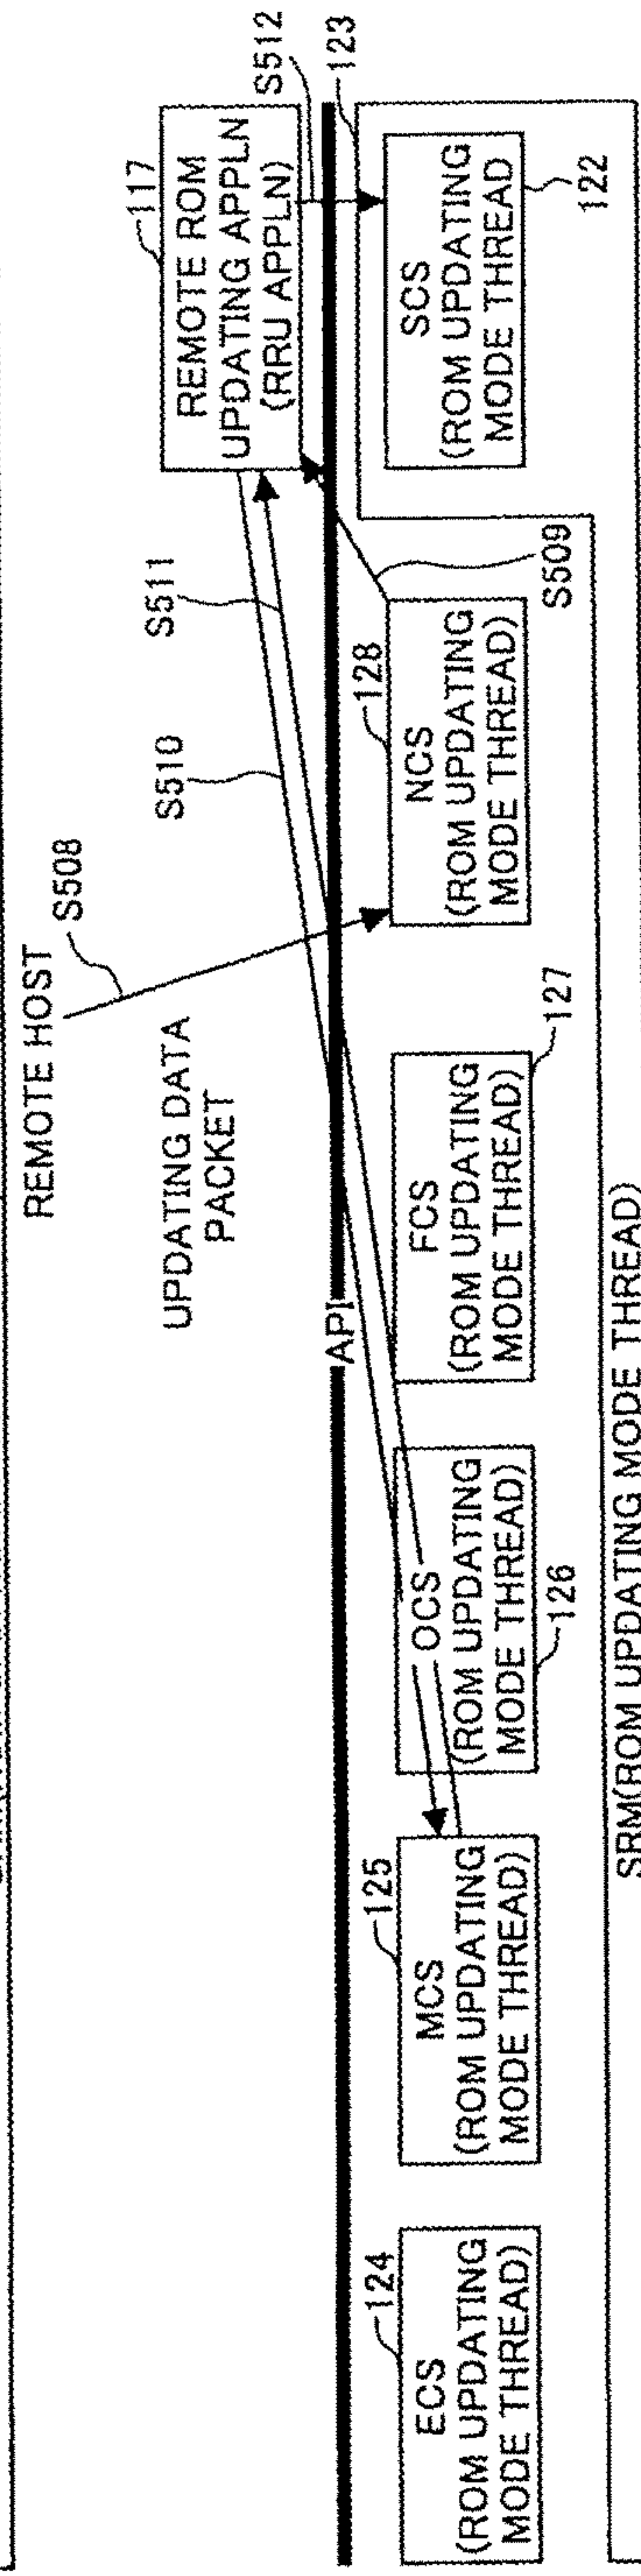 REMOTE HOST
S508
UPDATING DATA
PACKET
S510
S511
117
REMOTE ROM
UPDATING APPLN
(RRU APPLN)
S512
API
123
124
ECS
(ROM UPDATING
MODE THREAD)
125
MCS
(ROM UPDATING
MODE THREAD)
OCS
(ROM UPDATING
MODE THREAD)
126
FCS
(ROM UPDATING
MODE THREAD)
127
128
NCS
(ROM UPDATING
MODE THREAD)
S509
SCS
(ROM UPDATING
MODE THREAD
122
SRM(ROM UPDATING MODE THREAD)